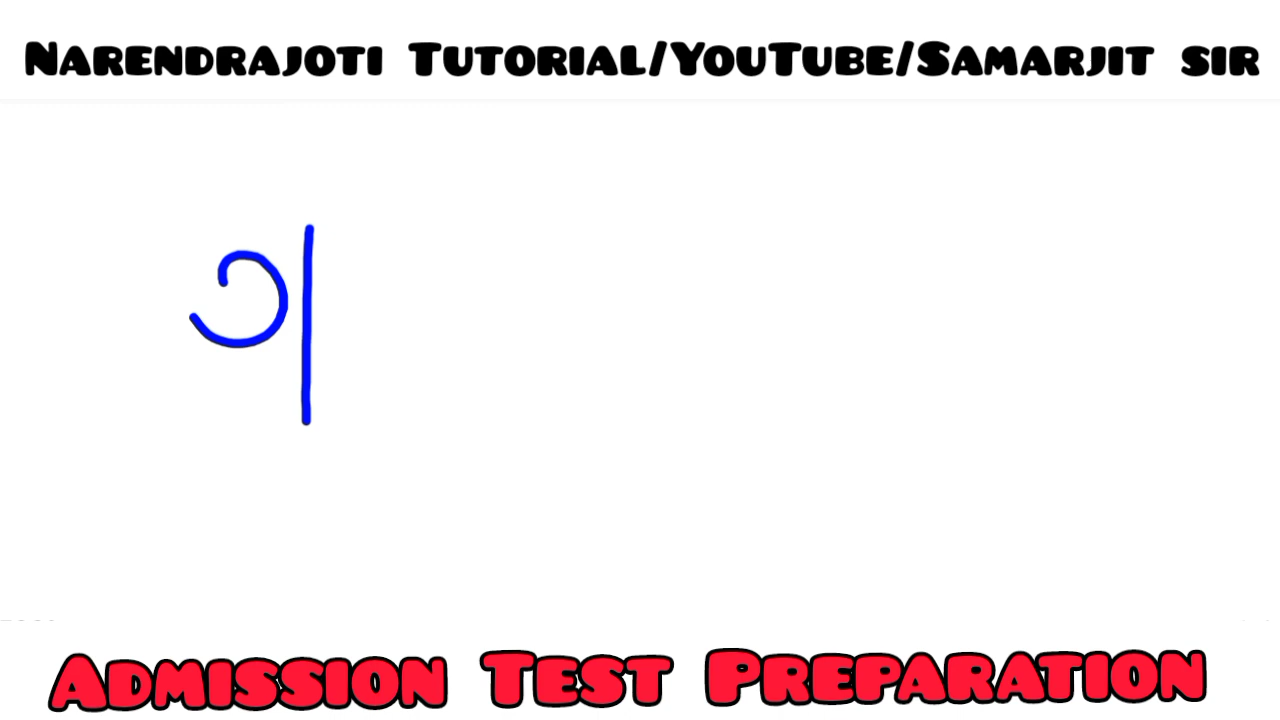 Narendrajoti Tutorial/YouTube/Samarjit sir
গ
Admission Test Preparation